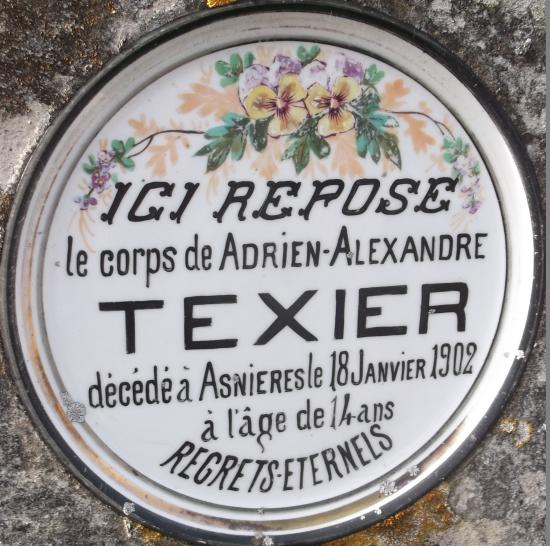 ICI REPOSE
le corps de ADRIEN-ALEXANDRE
TEXIER
décédé à ASNIERES le 18 JANVIER 1902
à l'âge de 14 ans
REGRETS-ETERNELS